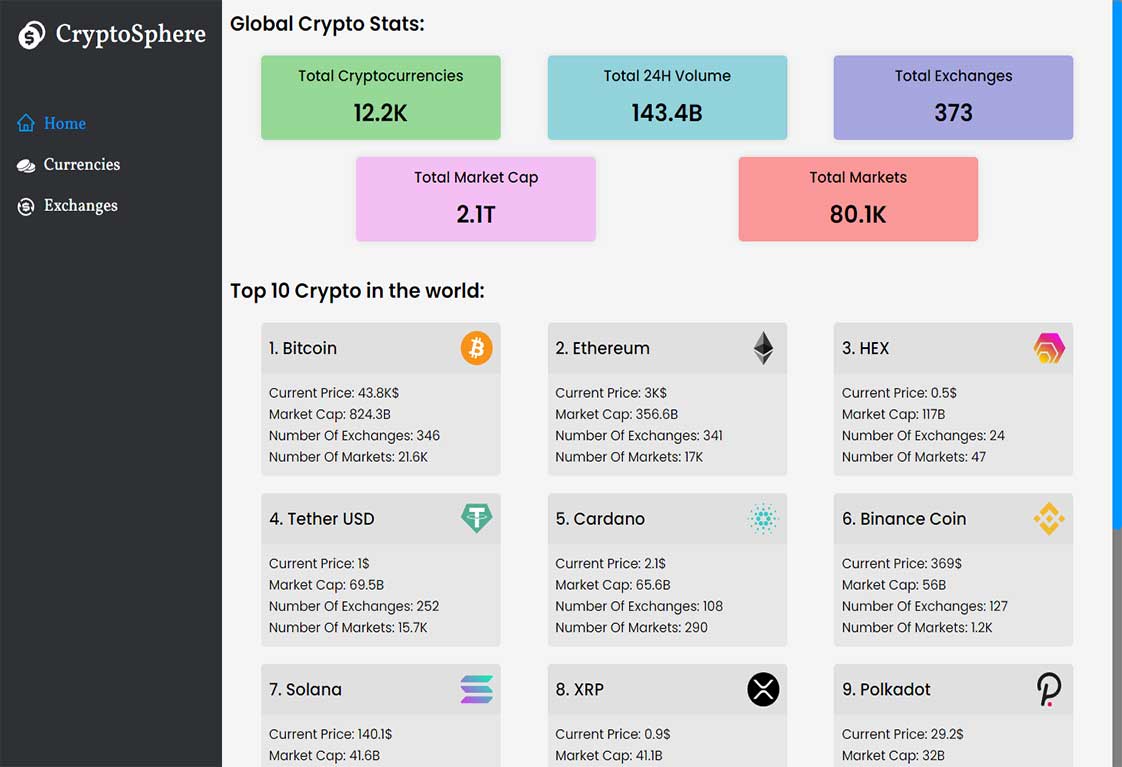 CryptoSphere
Home
Currencies
Exchanges
Global Crypto Stats:
Total Cryptocurrencies
12.2K
Total 24H Volume
143.4B
Total Exchanges
373
Total Market Cap
2.1T
Total Markets
80.1K
Top 10 Crypto in the world:
1. Bitcoin
Current Price: 43.8K$
Market Cap: 824.3B
Number Of Exchanges: 346
Number Of Markets: 21.6K
2. Ethereum
Current Price: 3K$
Market Cap: 356.6B
Number Of Exchanges: 341
Number Of Markets: 17K
3. HEX
Current Price: 0.5$
Market Cap: 117B
Number Of Exchanges: 24
Number Of Markets: 47
4. Tether USD
Current Price: 1$
Market Cap: 69.5B
Number Of Exchanges: 252
Number Of Markets: 15.7K
5. Cardano
Current Price: 2.1$
Market Cap: 65.6B
Number Of Exchanges: 108
Number Of Markets: 290
6. Binance Coin
Current Price: 369$
Market Cap: 56B
Number Of Exchanges: 127
Number Of Markets: 1.2K
7. Solana
Current Price: 140.1$
Market Cap: 41.6B
8. XRP
Current Price: 0.9$
Market Cap: 41.1B
9. Polkadot
Current Price: 29.2$
Market Cap: 32B